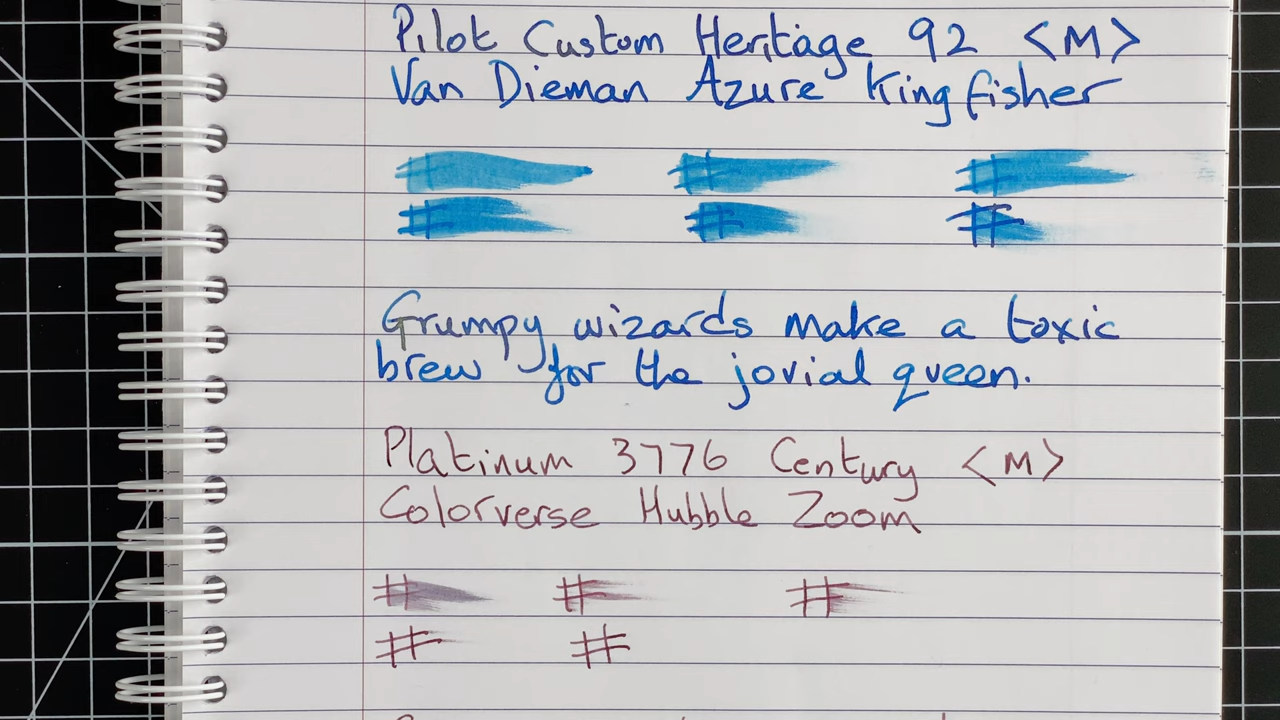 Pilot Custom Heritage 92 <M>
Van Dieman Azure Kingfisher
# # #
# # #
Grumpy wizards make a toxic
brew for the jovial queen.
Platinum 3776 Century <M>
Colorverse Hubble Zoom
# # #
# #